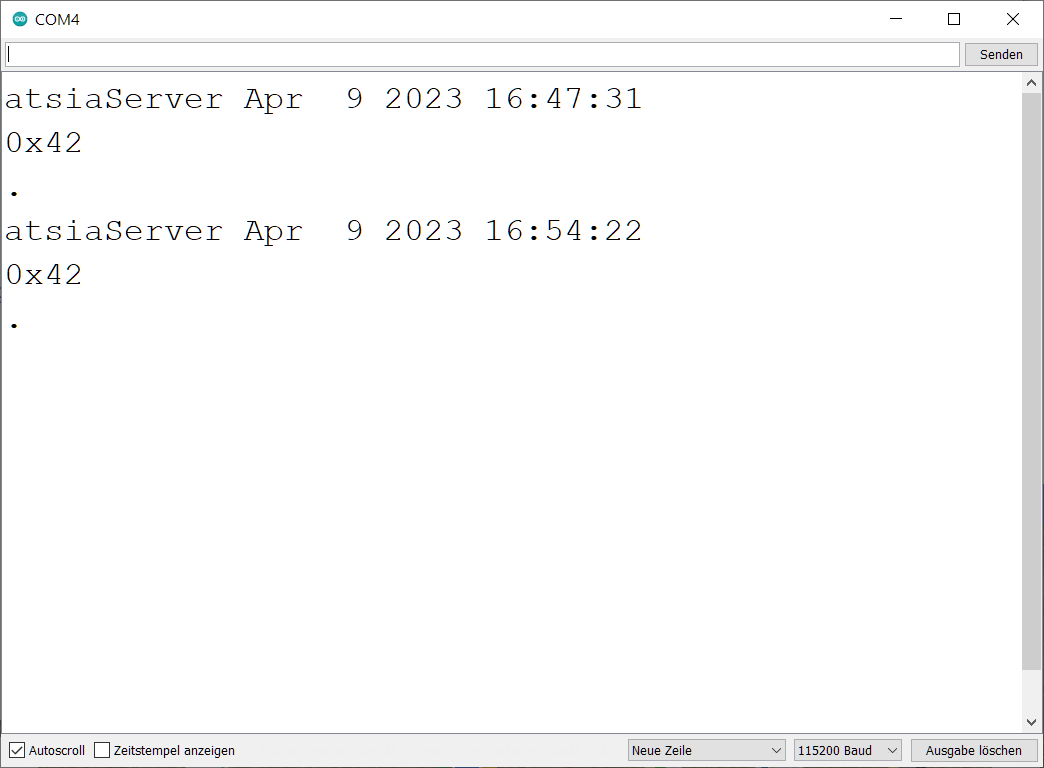 COM4
Senden
atsiaServer Apr  9 2023 16:47:31
0x42
.
atsiaServer Apr  9 2023 16:54:22
0x42
.
Autoscroll Zeitstempel anzeigen Neue Zeile 115200 Baud Ausgabe löschen